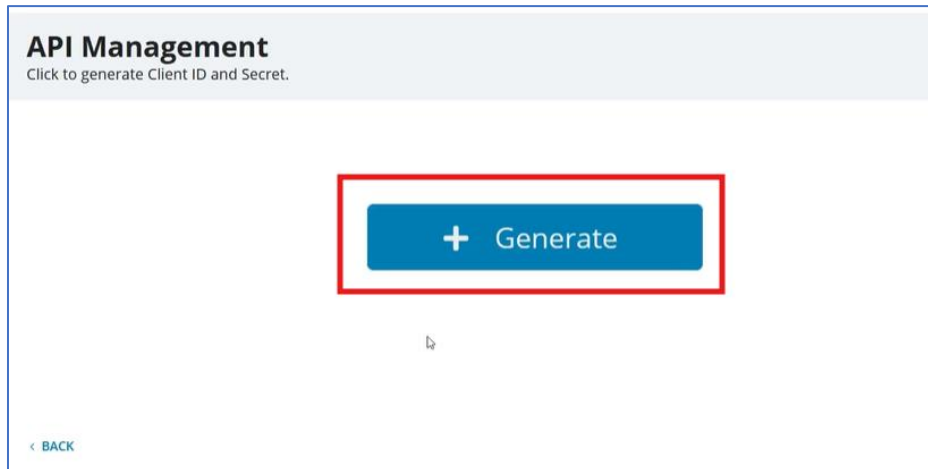 API Management
Click to generate Client ID and Secret.
+ Generate
< BACK